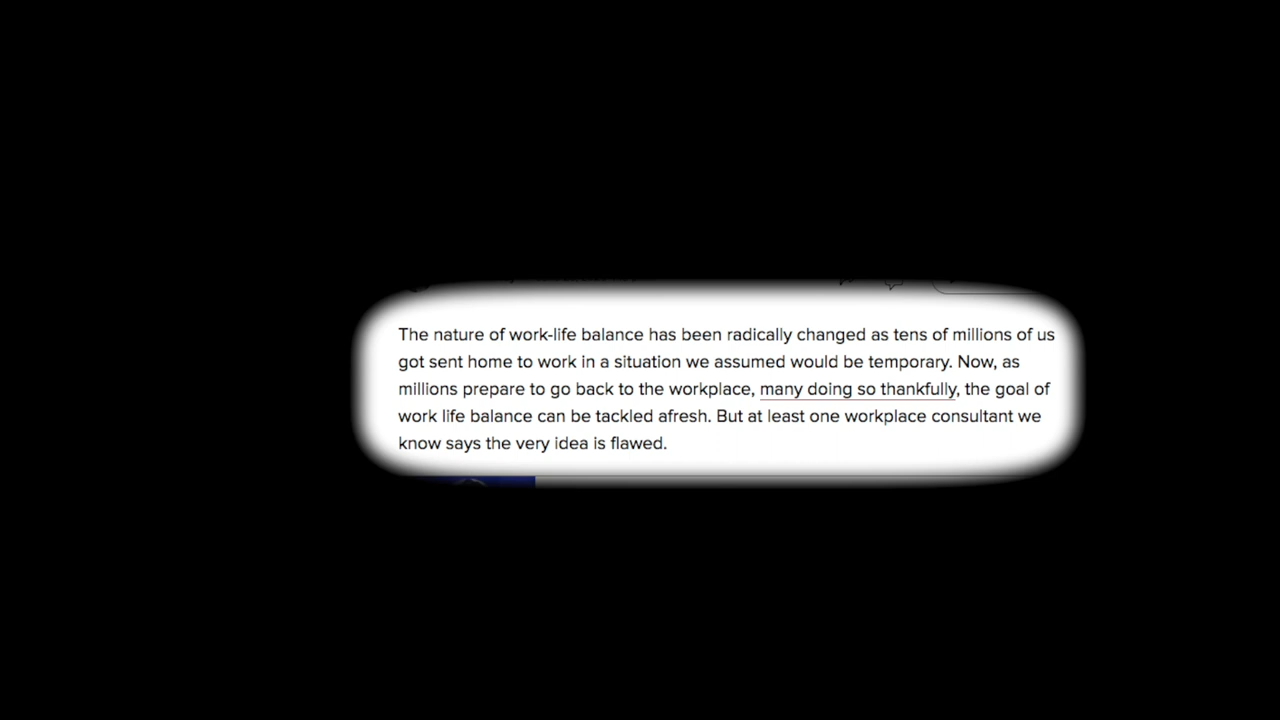 The nature of work-life balance has been radically changed as tens of millions of us
got sent home to work in a situation we assumed would be temporary. Now, as
millions prepare to go back to the workplace, many doing so thankfully, the goal of
work life balance can be tackled afresh. But at least one workplace consultant we
know says the very idea is flawed.